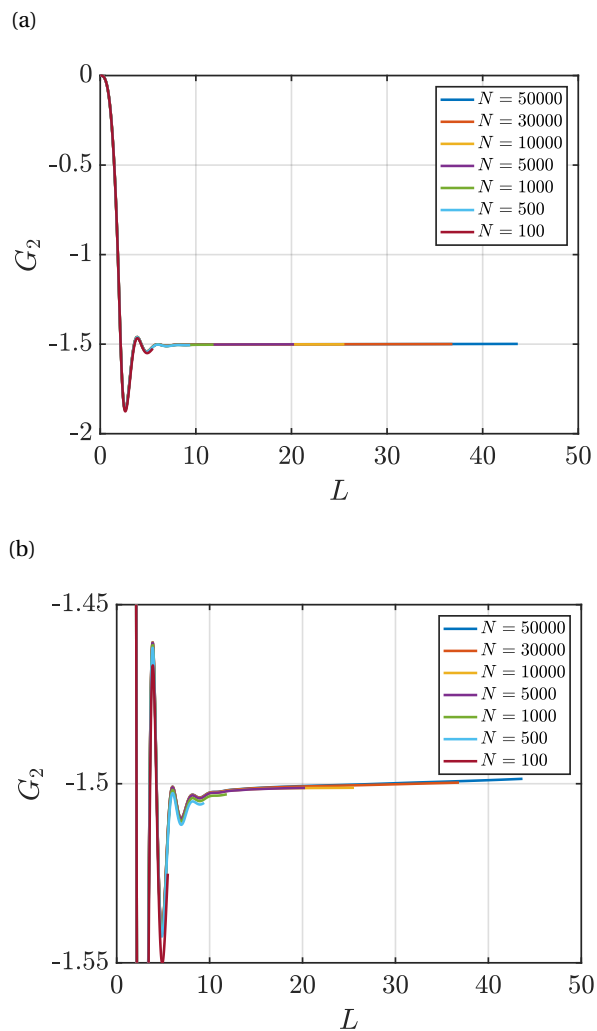 (a)
0
-0.5
-1
-1.5
-2
G₂
0 10 20 30 40 50
L
N = 50000
N = 30000
N = 10000
N = 5000
N = 1000
N = 500
N = 100
(b)
-1.45
-1.5
-1.55
G₂
0 10 20 30 40 50
L
N = 50000
N = 30000
N = 10000
N = 5000
N = 1000
N = 500
N = 100